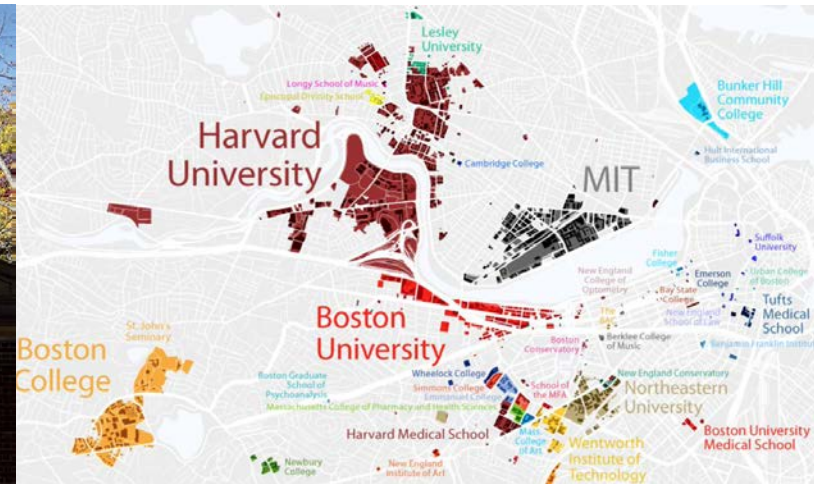 Lesley
University
Longy School of Music
Episcopal Divinity School
Bunker Hill
Community
College
Harvard
University
Hult International
Business School
Cambridge College
MIT
Suffolk
University
Fisher
College
New England
College of
Optometry
Emerson
College
Urban College
of Boston
Bay State
College
Tufts
Medical
School
The
BAC
New England
School of Law
Boston
University
St. John's
Seminary
Boston
College
Boston
Conservatory
Berklee College
of Music
Benjamin Franklin Institut
Boston Graduate
School of
Psychoanalysis
Wheelock College
Simmons College
Emmanuel College
School of
the MFA
New England Conservatory
Northeastern
University
Massachusetts College of Pharmacy and Health Sciences
Harvard Medical School
Mass.
College
of Art
Boston University
Medical School
Wentworth
Institute of
Technology
Newbury
College
New England
Institute of Art